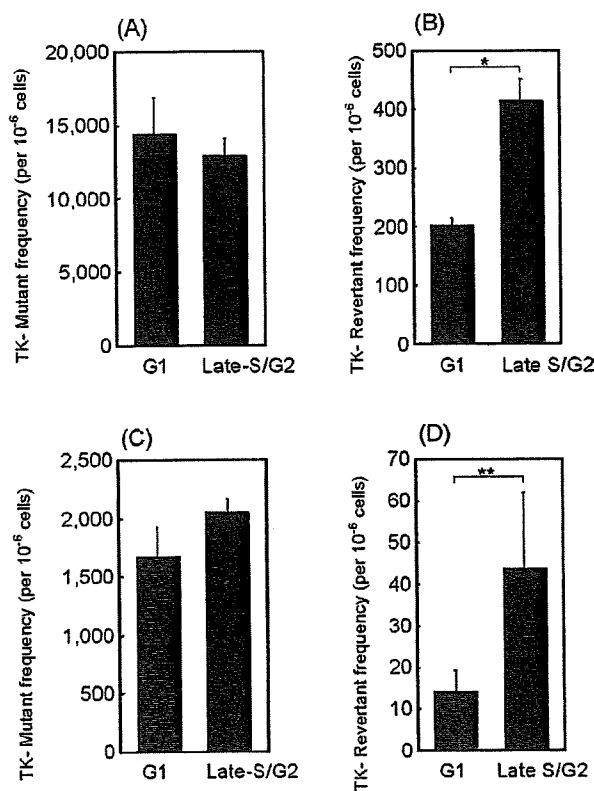 (A)
TK- Mutant frequency (per 10⁻⁶ cells)
20,000
15,000
10,000
5,000
0
G1 Late-S/G2
(B)
TK- Revertant frequency (per 10⁻⁶ cells)
500
400
300
200
100
0
*
G1 Late S/G2
(C)
TK- Mutant frequency (per 10⁻⁶ cells)
2,500
2,000
1,500
1,000
500
0
G1 Late-S/G2
(D)
TK- Revertant frequency (per 10⁻⁶ cells)
70
60
50
40
30
20
10
0
**
G1 Late S/G2